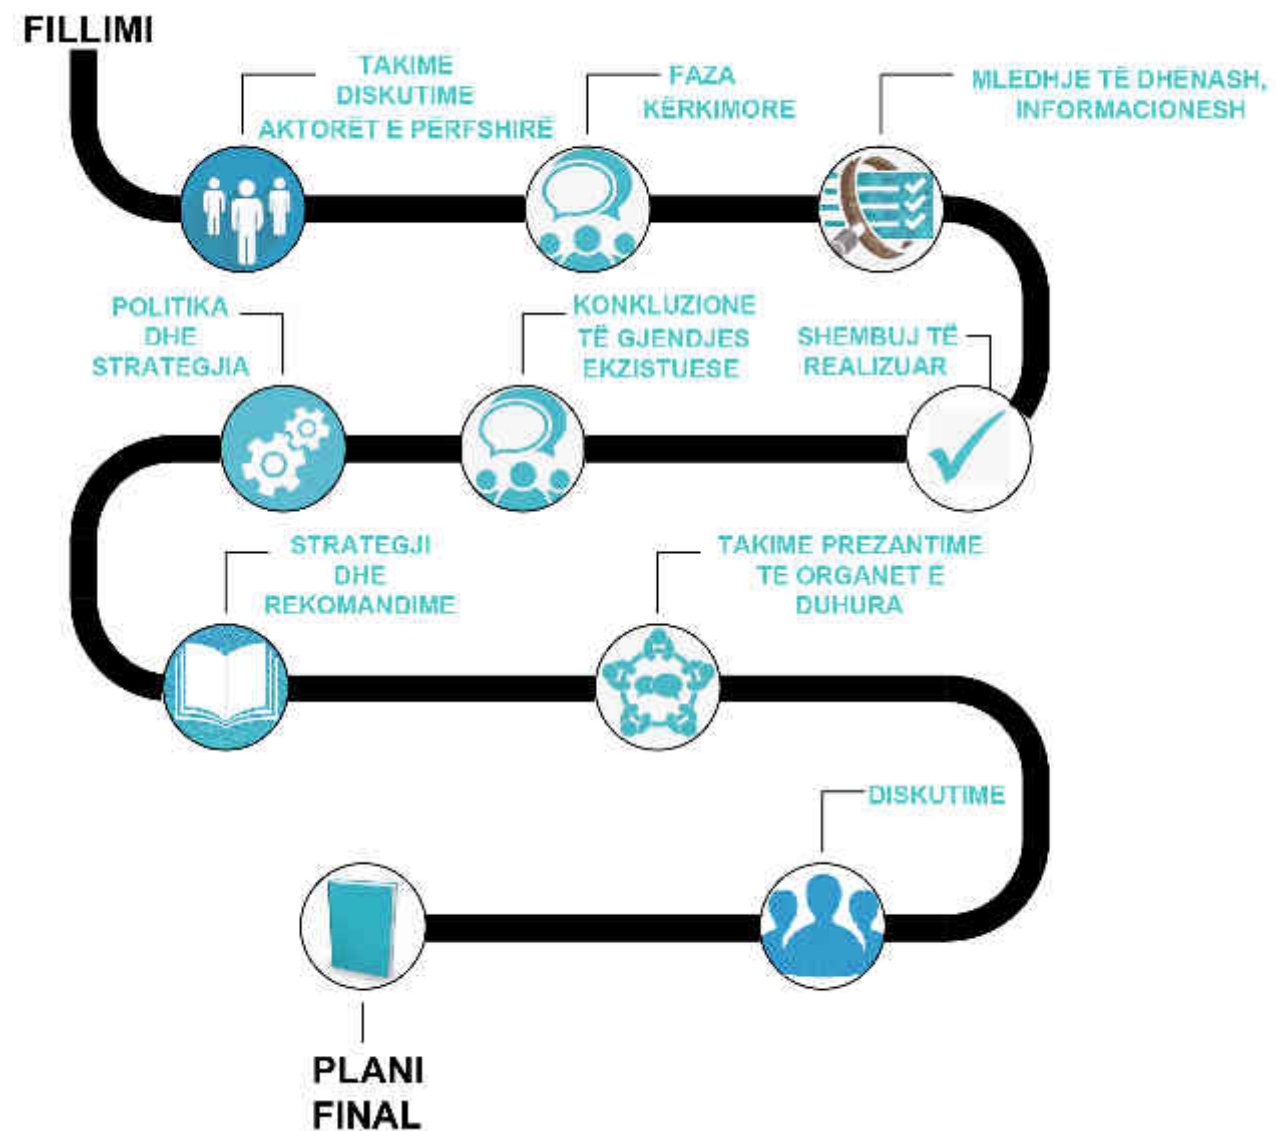 FILLIMI
TAKIME
DISKUTIME
AKTORËT E PËRFSHIRË
FAZA
KËRKIMORE
MLEDHJE TË DHËNASH,
INFORMACIONESH
SHEMBUJ TË
REALIZUAR
KONKLUZIONE
TË GJENDJES
EKZISTUESE
POLITIKA
DHE
STRATEGJIA
STRATEGJI
DHE
REKOMANDIME
TAKIME PREZANTIME
TE ORGANET E
DUHURA
DISKUTIME
PLANI
FINAL